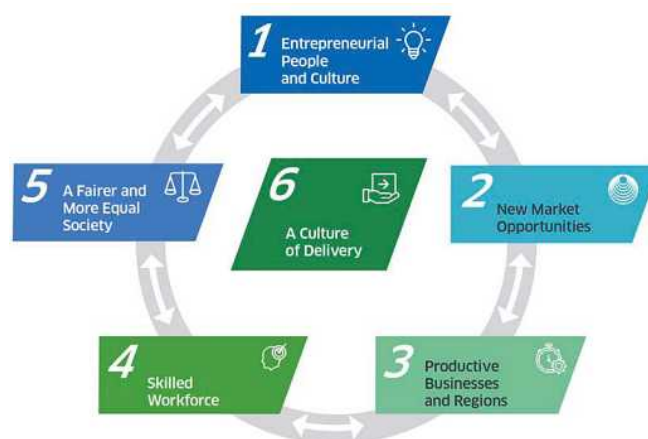 1
Entrepreneurial
People
and Culture
2
New Market
Opportunities
3
Productive
Businesses
and Regions
4
Skilled
Workforce
5
A Fairer and
More Equal
Society
6
A Culture
of Delivery